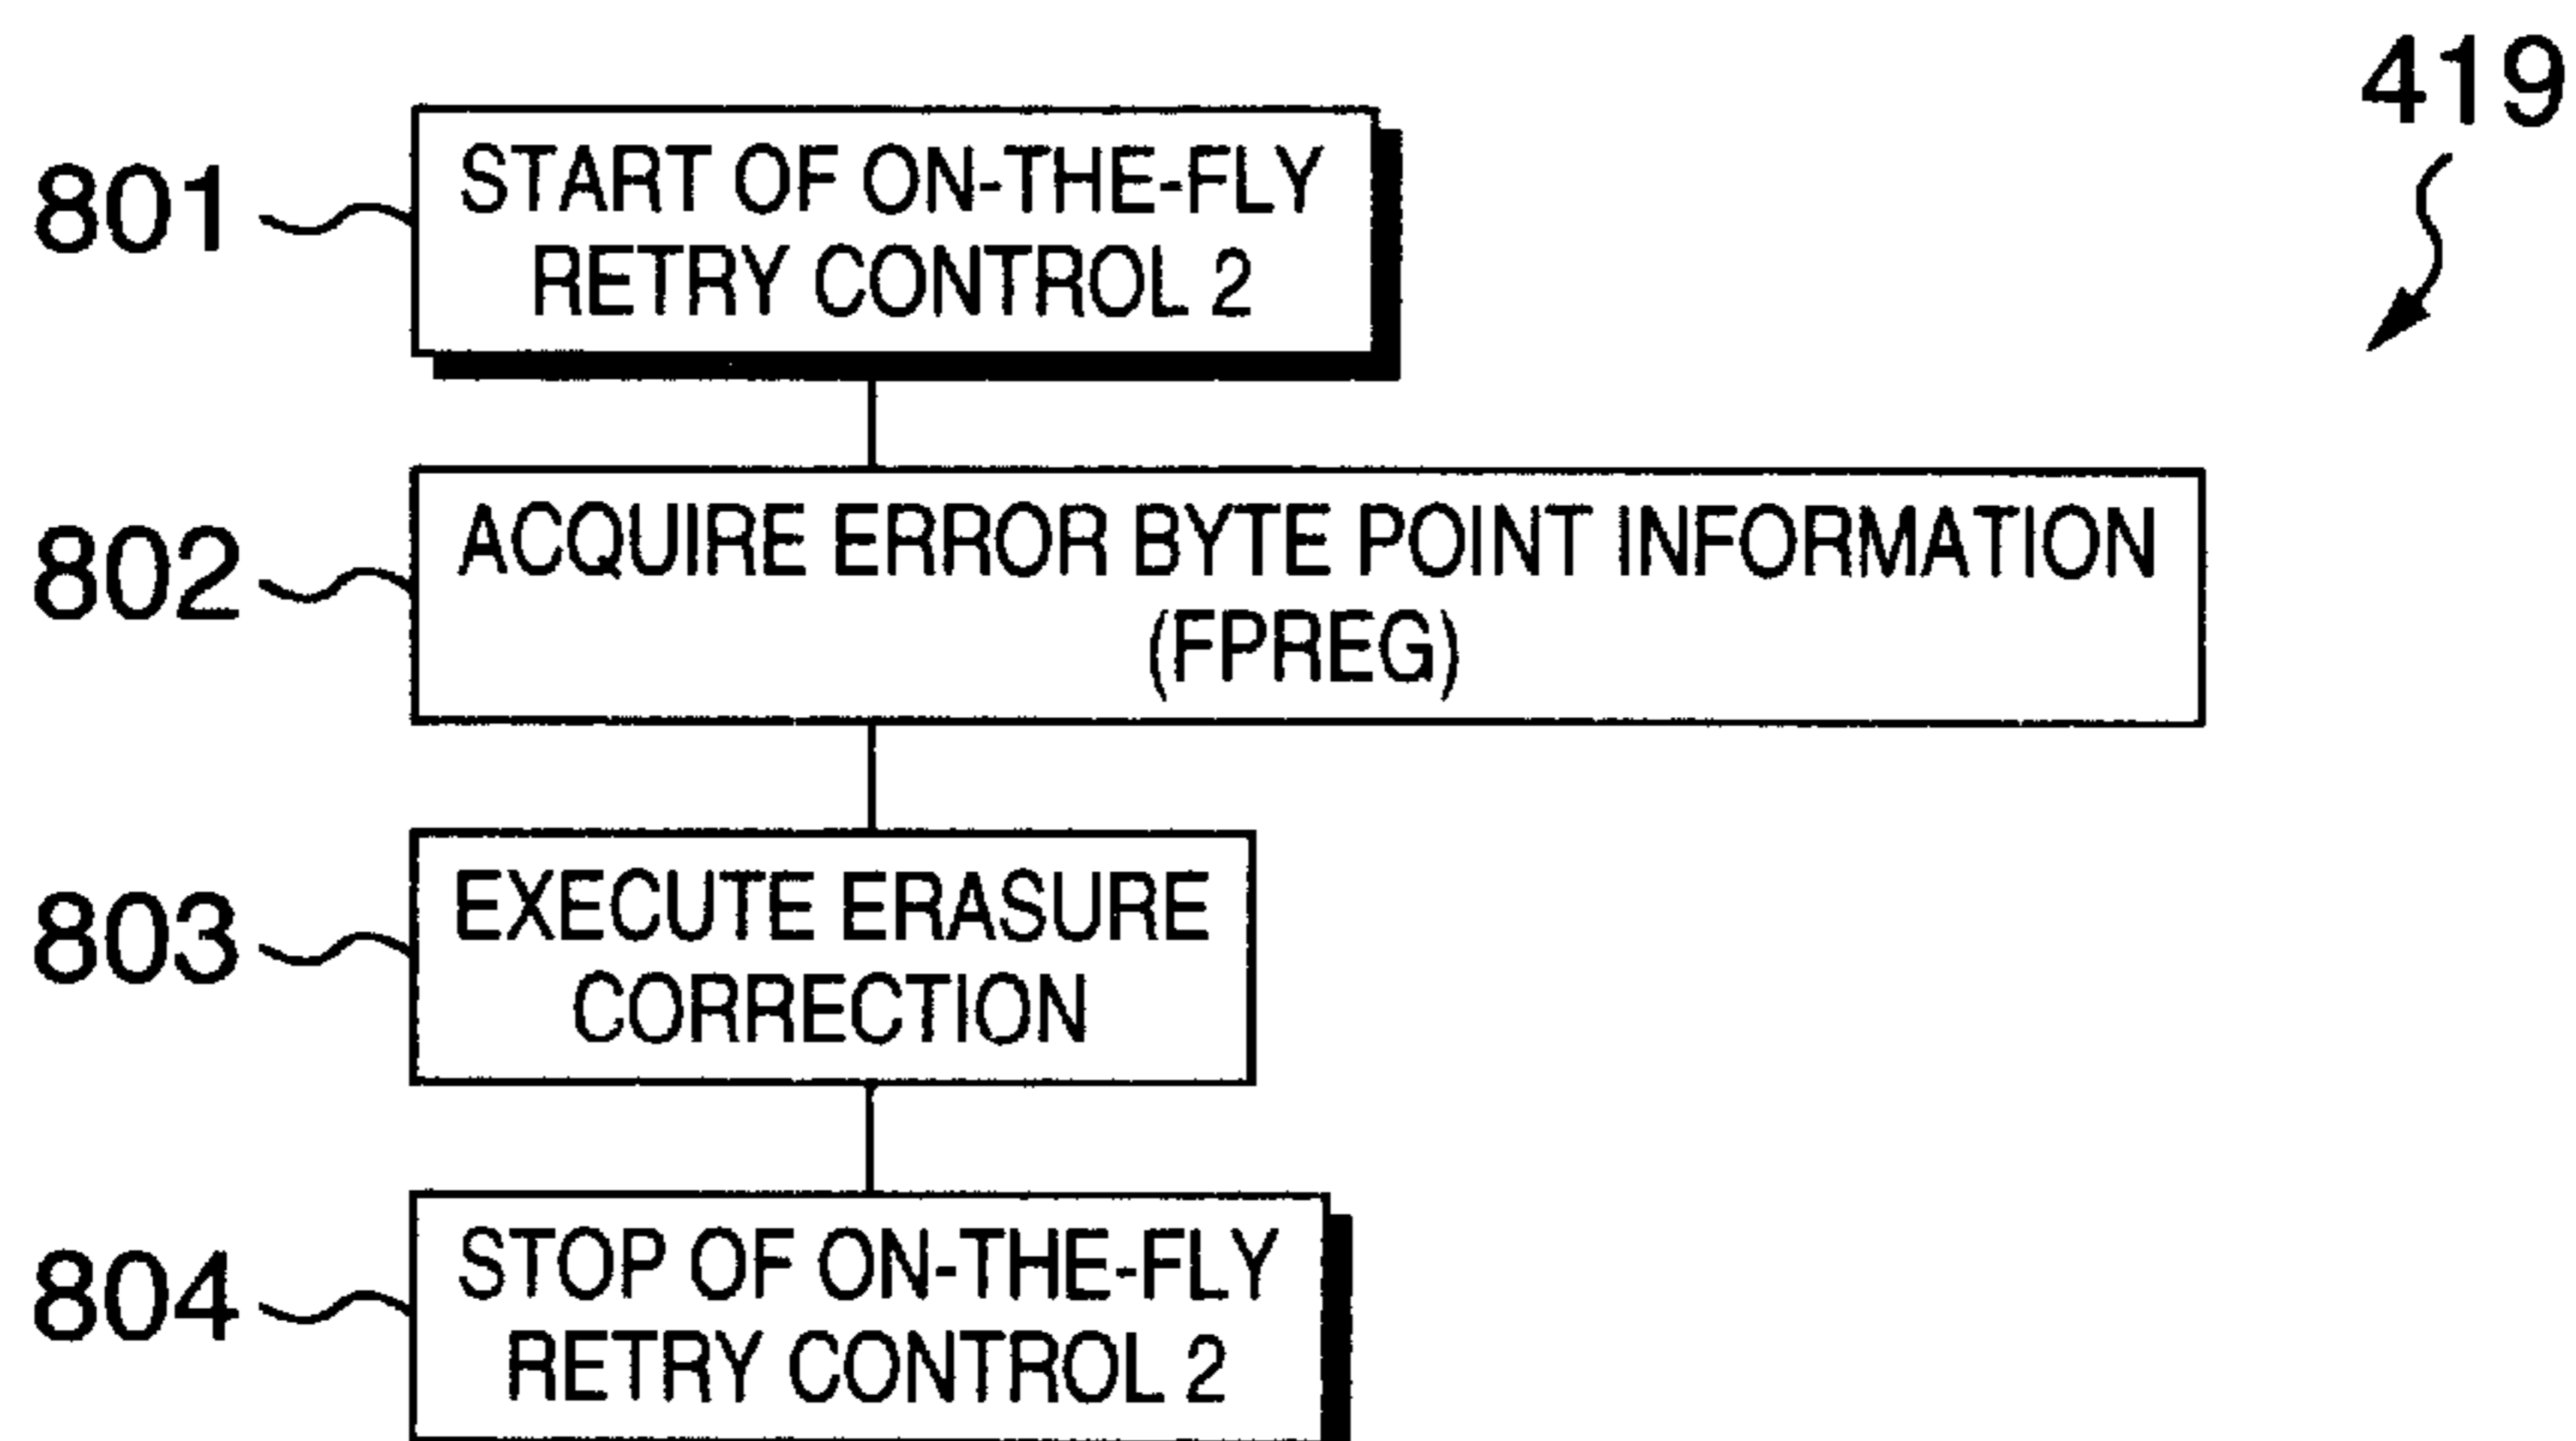 419
801
START OF ON-THE-FLY
RETRY CONTROL 2
802
ACQUIRE ERROR BYTE POINT INFORMATION
(FPREG)
803
EXECUTE ERASURE
CORRECTION
804
STOP OF ON-THE-FLY
RETRY CONTROL 2